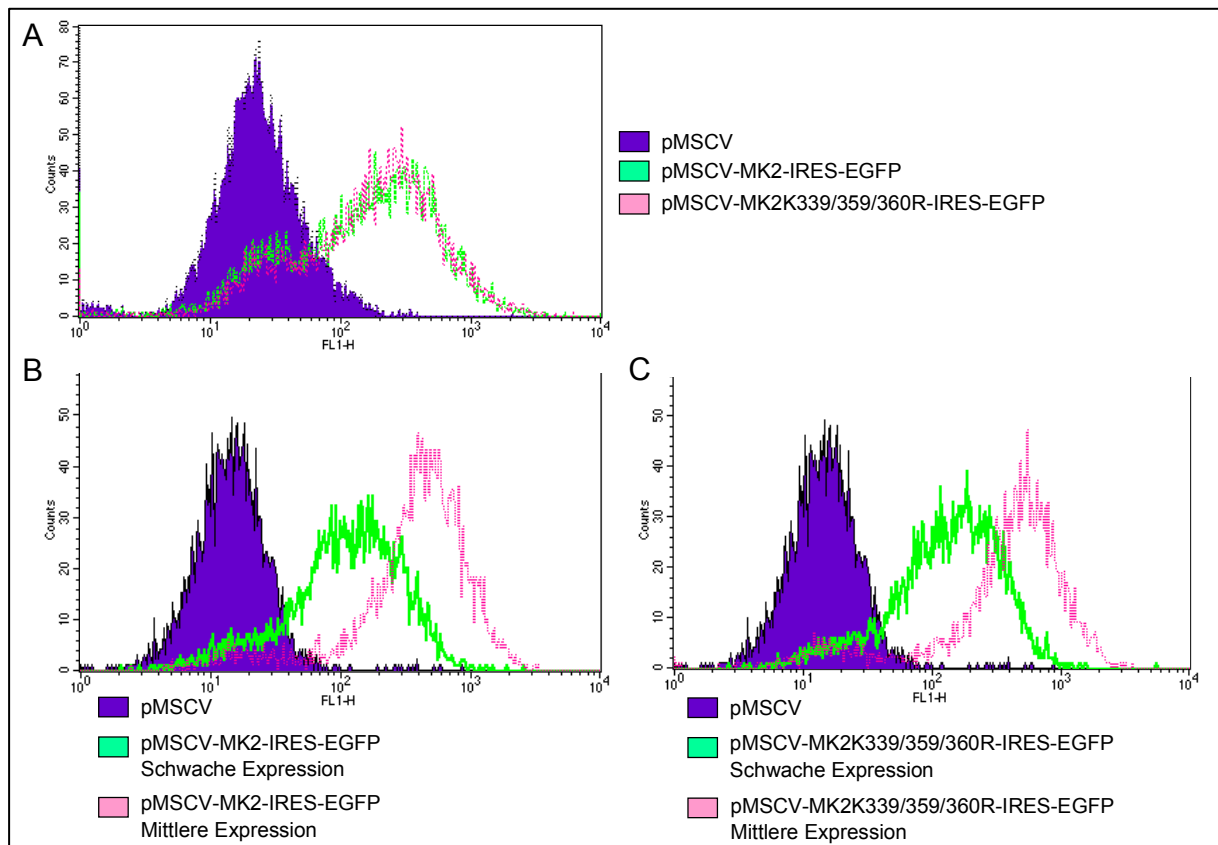 A
80
70
60
50
40
30
20
10
0
Counts
10^0 10^1 10^2 10^3 10^4
FL1-H
pMSCV
pMSCV-MK2-IRES-EGFP
pMSCV-MK2K339/359/360R-IRES-EGFP
B
50
40
30
20
10
0
Counts
10^0 10^1 10^2 10^3 10^4
FL1-H
pMSCV
pMSCV-MK2-IRES-EGFP
Schwache Expression
pMSCV-MK2-IRES-EGFP
Mittlere Expression
C
50
40
30
20
10
0
Counts
10^0 10^1 10^2 10^3 10^4
FL1-H
pMSCV
pMSCV-MK2K339/359/360R-IRES-EGFP
Schwache Expression
pMSCV-MK2K339/359/360R-IRES-EGFP
Mittlere Expression